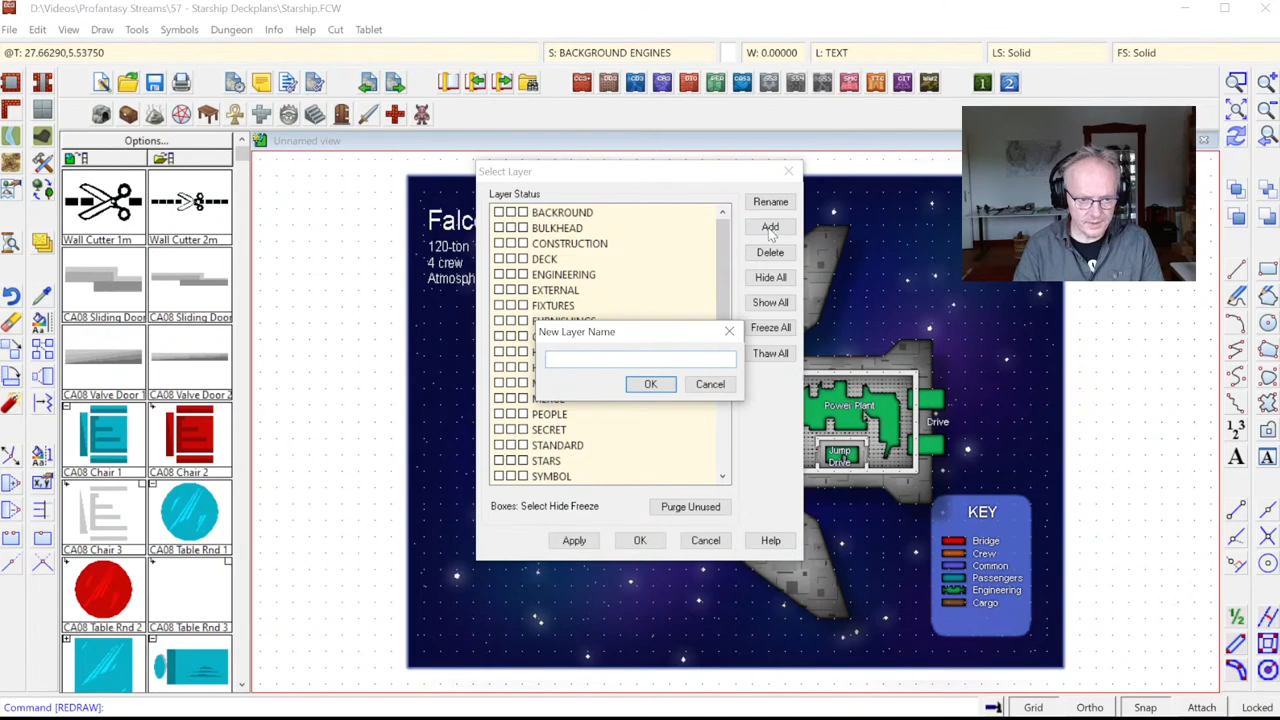 D:\Videos\Profantasy Streams\57 - Starship Deckplans\Starship.FCW
File Edit View Draw Tools Symbols Dungeon Info Help Cut Tablet
@T: 27.66290,5.53750 S: BACKGROUND ENGINES W: 0.00000 L: TEXT LS: Solid FS: Solid
Options...
Unnamed view
Wall Cutter 1m Wall Cutter 2m
CA08 Sliding Door CA08 Sliding Door
CA08 Valve Door 1 CA08 Valve Door
CA08 Chair 1 CA08 Chair 2
CA08 Chair 3 CA08 Table Rnd 1
CA08 Table Rnd 2 CA08 Table Rnd 3
Select Layer
Layer Status
BACKROUND
BULKHEAD
CONSTRUCTION
DECK
ENGINEERING
EXTERNAL
FIXTURES
PEOPLE
SECRET
STANDARD
STARS
SYMBOL
Rename
Add
Delete
Hide All
Show All
Freeze All
Thaw All
New Layer Name
OK Cancel
Boxes: Select Hide Freeze
Purge Unused
Apply OK Cancel Help
Falc
120-ton
4 crew
Atmosph
Power Plant
Drive
Jump
Drive
KEY
Bridge
Crew
Common
Passengers
Engineering
Cargo
Command [REDRAW]:
Grid Ortho Snap Attach Locked